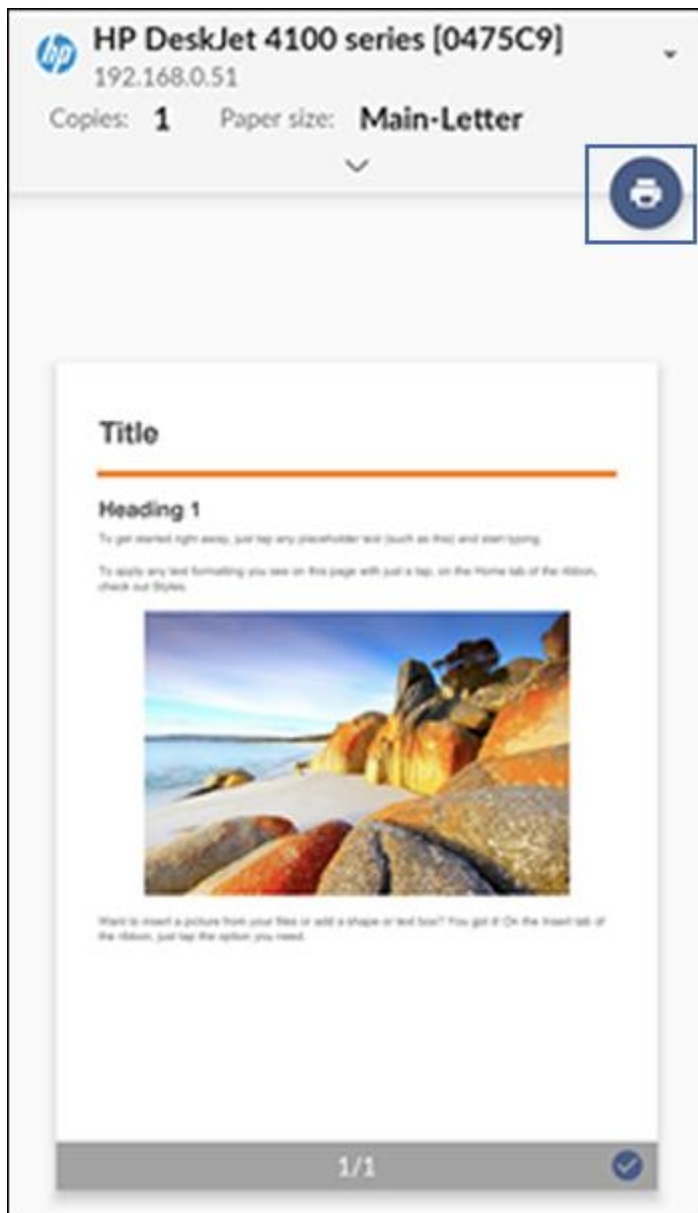 hp
HP DeskJet 4100 series [0475C9]
192.168.0.51
Copies: 1 Paper size: Main-Letter
Title
Heading 1
To get started right away, just tap any placeholder text (such as this) and start typing.
To apply any text formatting you see on this page with just a tap, on the Home tab of the ribbon,
check out Styles.
Want to insert a picture from your files or add a shape or text box? You got it! On the Insert tab of
the ribbon, just tap the option you need.
1/1